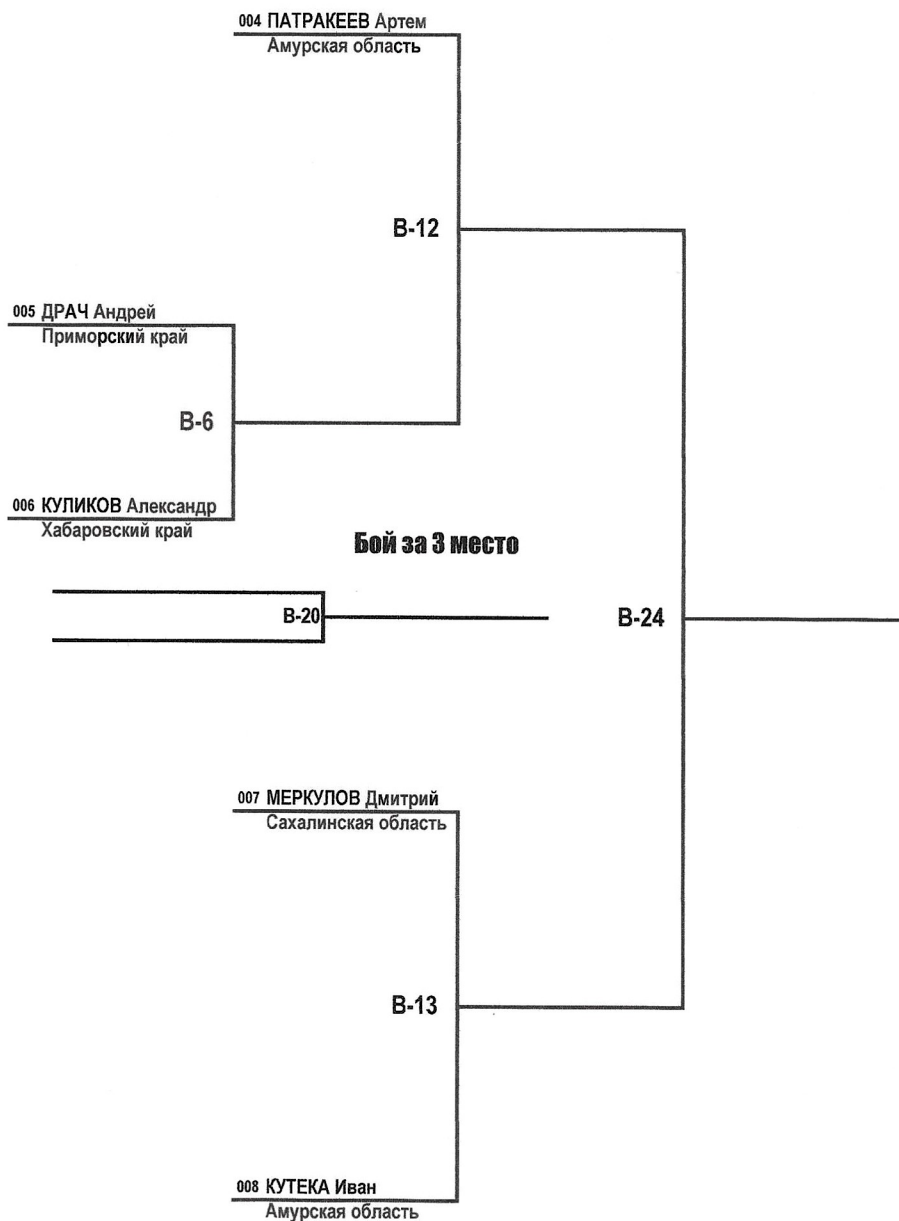 004 ПАТРАКЕЕВ Артем
Амурская область
В-12
005 ДРАЧ Андрей
Приморский край
В-6
006 КУЛИКОВ Александр
Хабаровский край
Бой за 3 место
В-20
В-24
007 МЕРКУЛОВ Дмитрий
Сахалинская область
В-13
008 КУТЕКА Иван
Амурская область